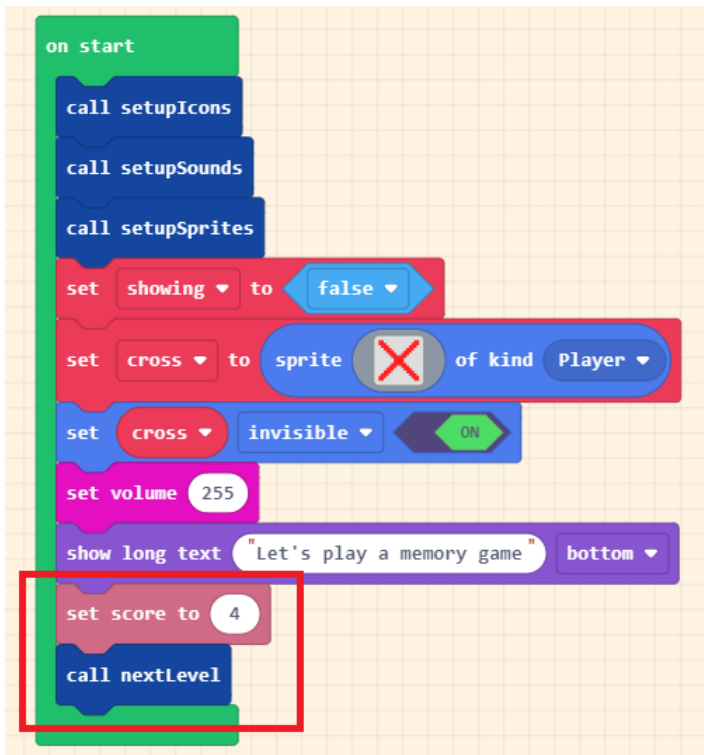 on start
call setupIcons
call setupSounds
call setupSprites
set showing to false
set cross to sprite of kind Player
set cross invisible ON
set volume 255
show long text "Let's play a memory game" bottom
set score to 4
call nextLevel